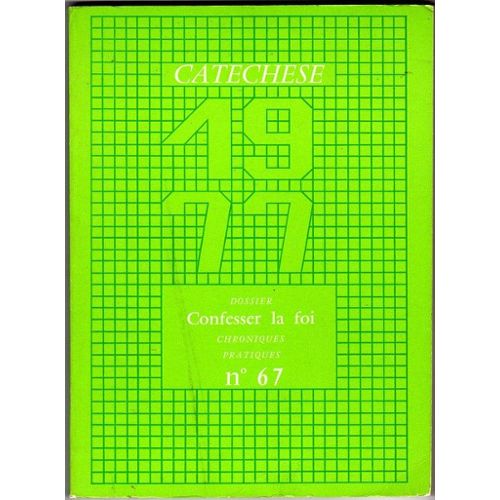 CATECHESE
19
77
DOSSIER
Confesser la foi
CHRONIQUES
PRATIQUES
n° 67